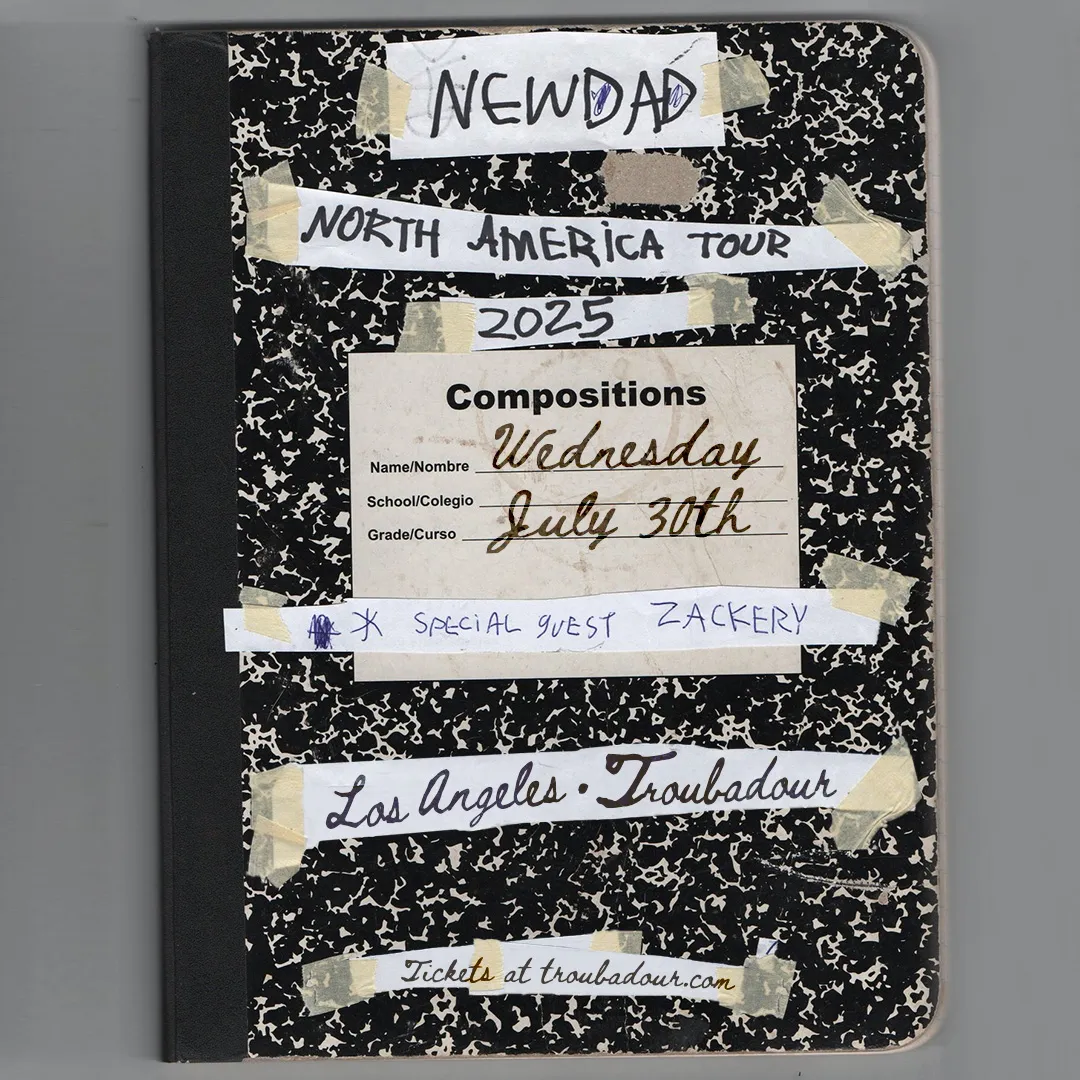 NEWDAD
NORTH AMERICA TOUR
2025
Compositions
Name/Nombre Wednesday
School/Colegio
Grade/Curso July 30th
* SPECIAL GUEST ZACKERY
Los Angeles • Troubadour
Tickets at troubadour.com